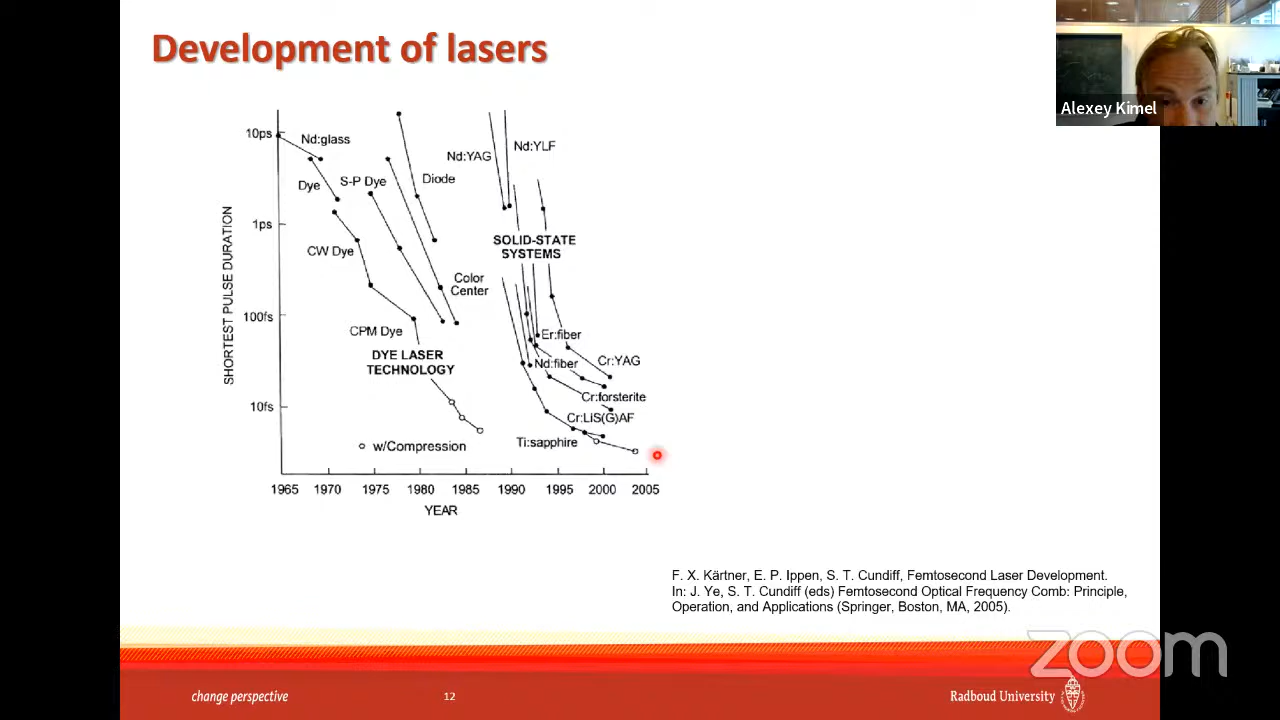 Development of lasers
Alexey Kimel
10ps
Nd:glass
Nd:YAG
Nd:YLF
Dye
S-P Dye
Diode
1ps
SOLID-STATE
SYSTEMS
CW Dye
Color
Center
100fs
CPM Dye
Er:fiber
DYE LASER
TECHNOLOGY
Nd:fiber
Cr:YAG
Cr:forsterite
10fs
Cr:LiS(G)AF
w/Compression
Ti:sapphire
SHORTEST PULSE DURATION
1965 1970 1975 1980 1985 1990 1995 2000 2005
YEAR
F. X. Kärtner, E. P. Ippen, S. T. Cundiff, Femtosecond Laser Development.
In: J. Ye, S. T. Cundiff (eds) Femtosecond Optical Frequency Comb: Principle,
Operation, and Applications (Springer, Boston, MA, 2005).
zoom
change perspective
12
Radboud University